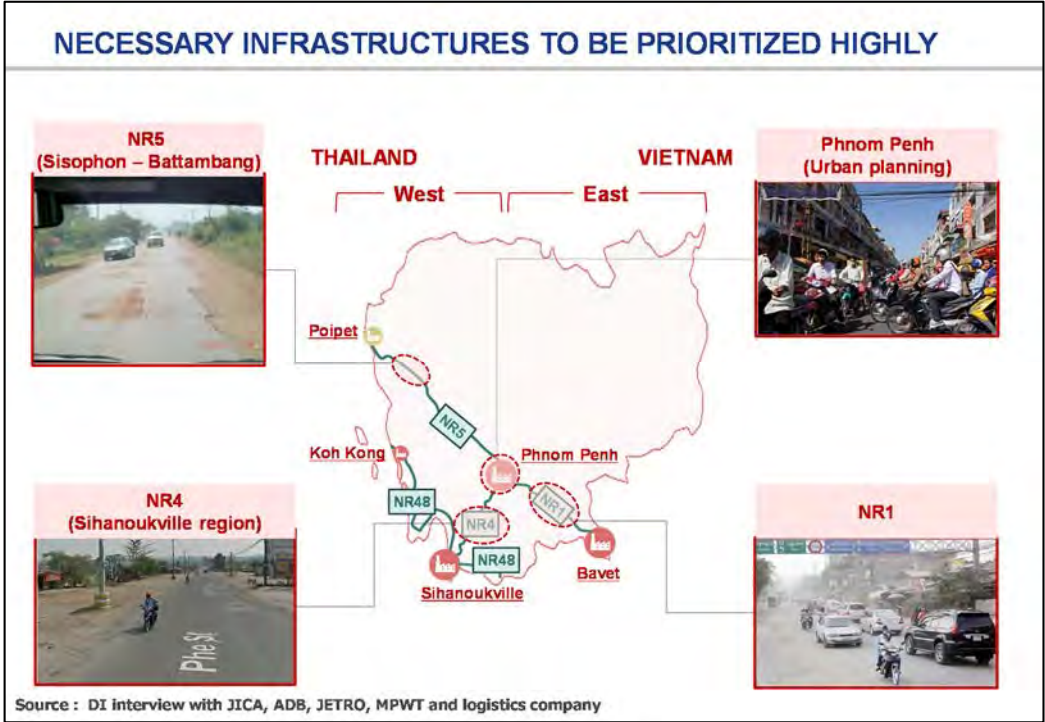 NECESSARY INFRASTRUCTURES TO BE PRIORITIZED HIGHLY
NR5
(Sisophon – Battambang)
THAILAND
VIETNAM
Phnom Penh
(Urban planning)
West
East
Poipet
NR5
Koh Kong
Phnom Penh
NR48
NR4
NR1
NR48
Sihanoukville
Bavet
NR4
(Sihanoukville region)
Phe St
NR1
Source : DI interview with JICA, ADB, JETRO, MPWT and logistics company